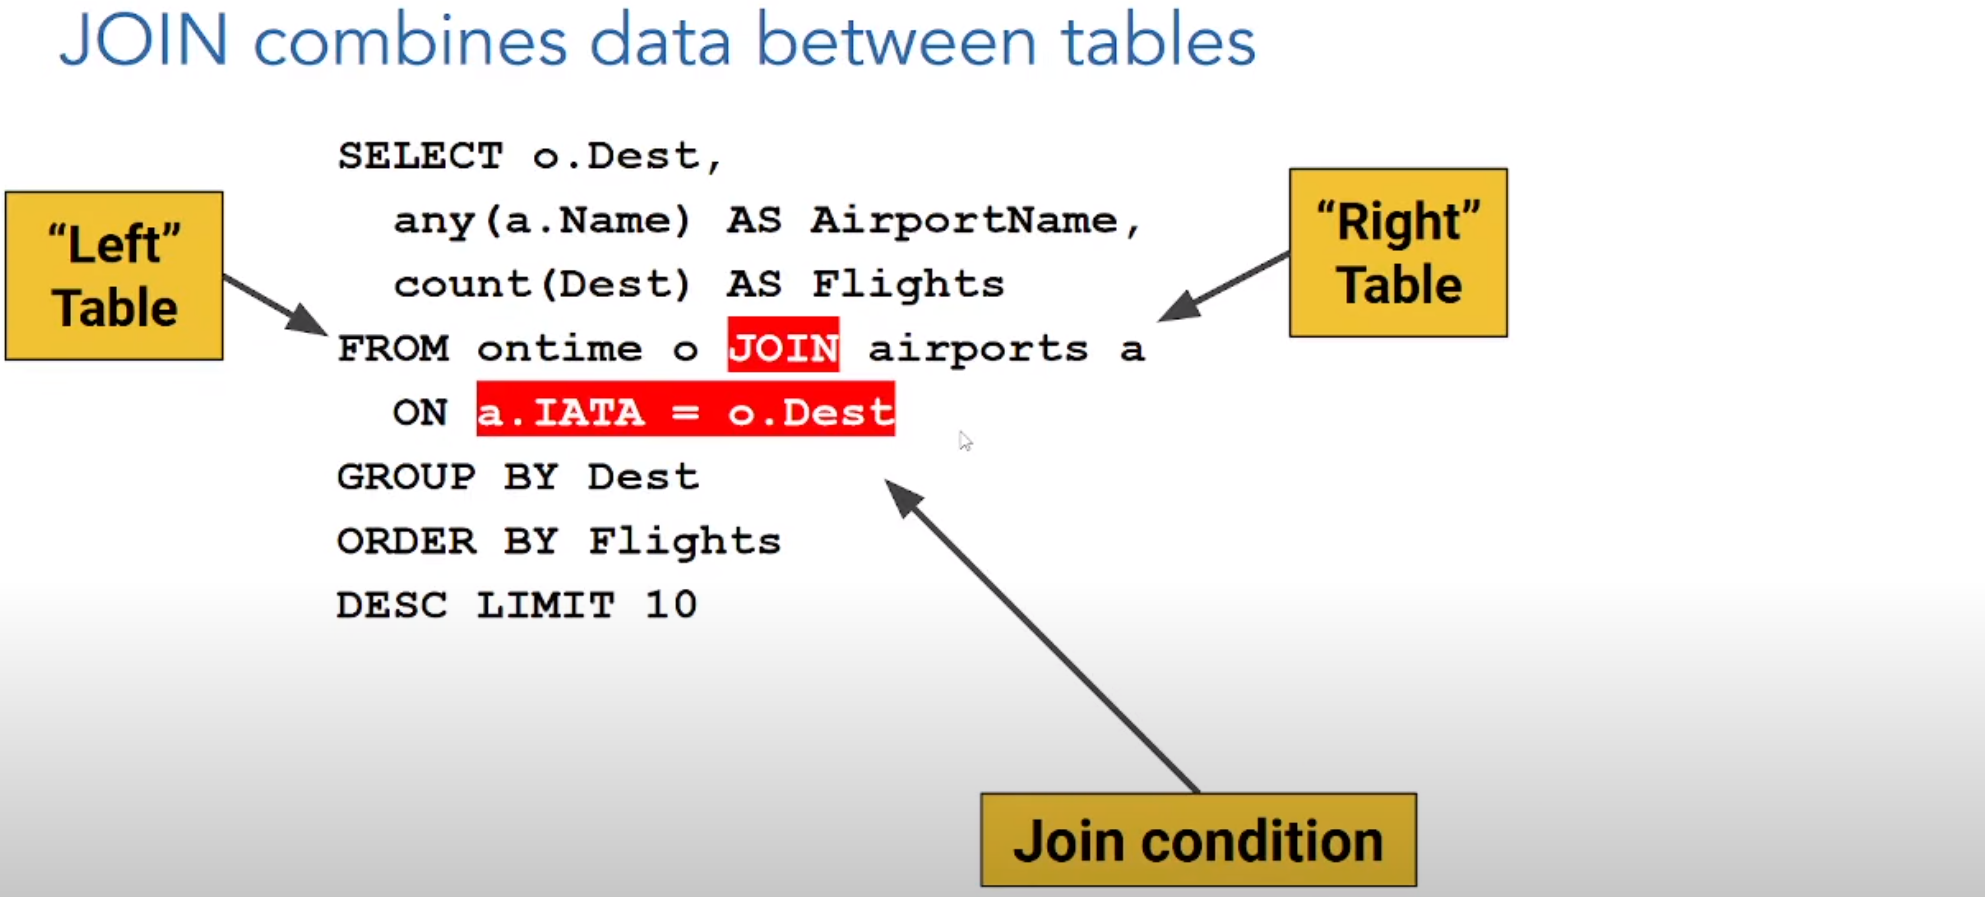 JOIN combines data between tables
SELECT o.Dest,
any(a.Name) AS AirportName,
count(Dest) AS Flights
FROM ontime o JOIN airports a
ON a.IATA = o.Dest
GROUP BY Dest
ORDER BY Flights
DESC LIMIT 10
“Left”
Table
“Right”
Table
Join condition